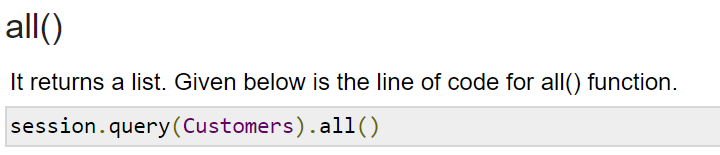 all()
It returns a list. Given below is the line of code for all() function.
session.query(Customers).all()